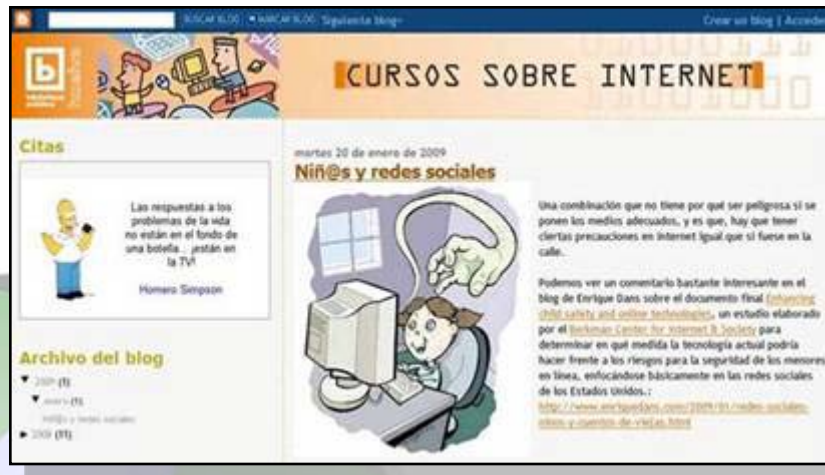 BUSCAR BLOG MARCAR BLOG Siguiente blog»
Crear un blog | Acceder
b
biblioteca
pública
CURSOS SOBRE INTERNET
Citas
Las respuestas a los
problemas de la vida
no están en el fondo de
una botella... ¡están en
la TV!
Homero Simpson
Archivo del blog
▼ 2009 (1)
▼ enero (1)
Niñ@s y redes sociales
► 2008 (11)
martes 20 de enero de 2009
Niñ@s y redes sociales
Una combinación que no tiene por qué ser peligrosa si se
ponen los medios adecuados, y es que, hay que tener
ciertas precauciones en internet igual que si fuese en la
calle.
Podemos ver un comentario bastante interesante en el
blog de Enrique Dans sobre el documento final Enhancing
child safety and online technologies, un estudio elaborado
por el Berkman Center for Internet & Society para
determinar en qué medida la tecnología actual podría
hacer frente a los riesgos para la seguridad de los menores
en línea, enfocándose básicamente en las redes sociales
de los Estados Unidos.:
http://www.enriquedans.com/2009/01/redes-sociales-
ninos-y-cuentos-de-viejas.html